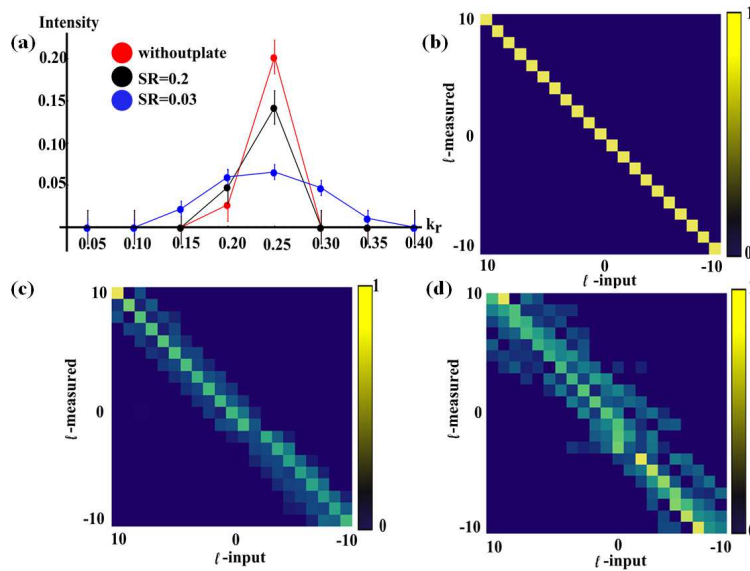 Intensity
(a)
0.20
0.15
0.10
0.05
withoutplate
SR=0.2
SR=0.03
kr
0.05 0.10 0.15 0.20 0.25 0.30 0.35 0.40
(b)
10
0
-10
ℓ-measured
10 0 -10
ℓ -input
1
0
(c)
10
0
-10
ℓ-measured
10 0 -10
ℓ -input
1
0
(d)
10
0
-10
ℓ-measured
10 0 -10
ℓ -input